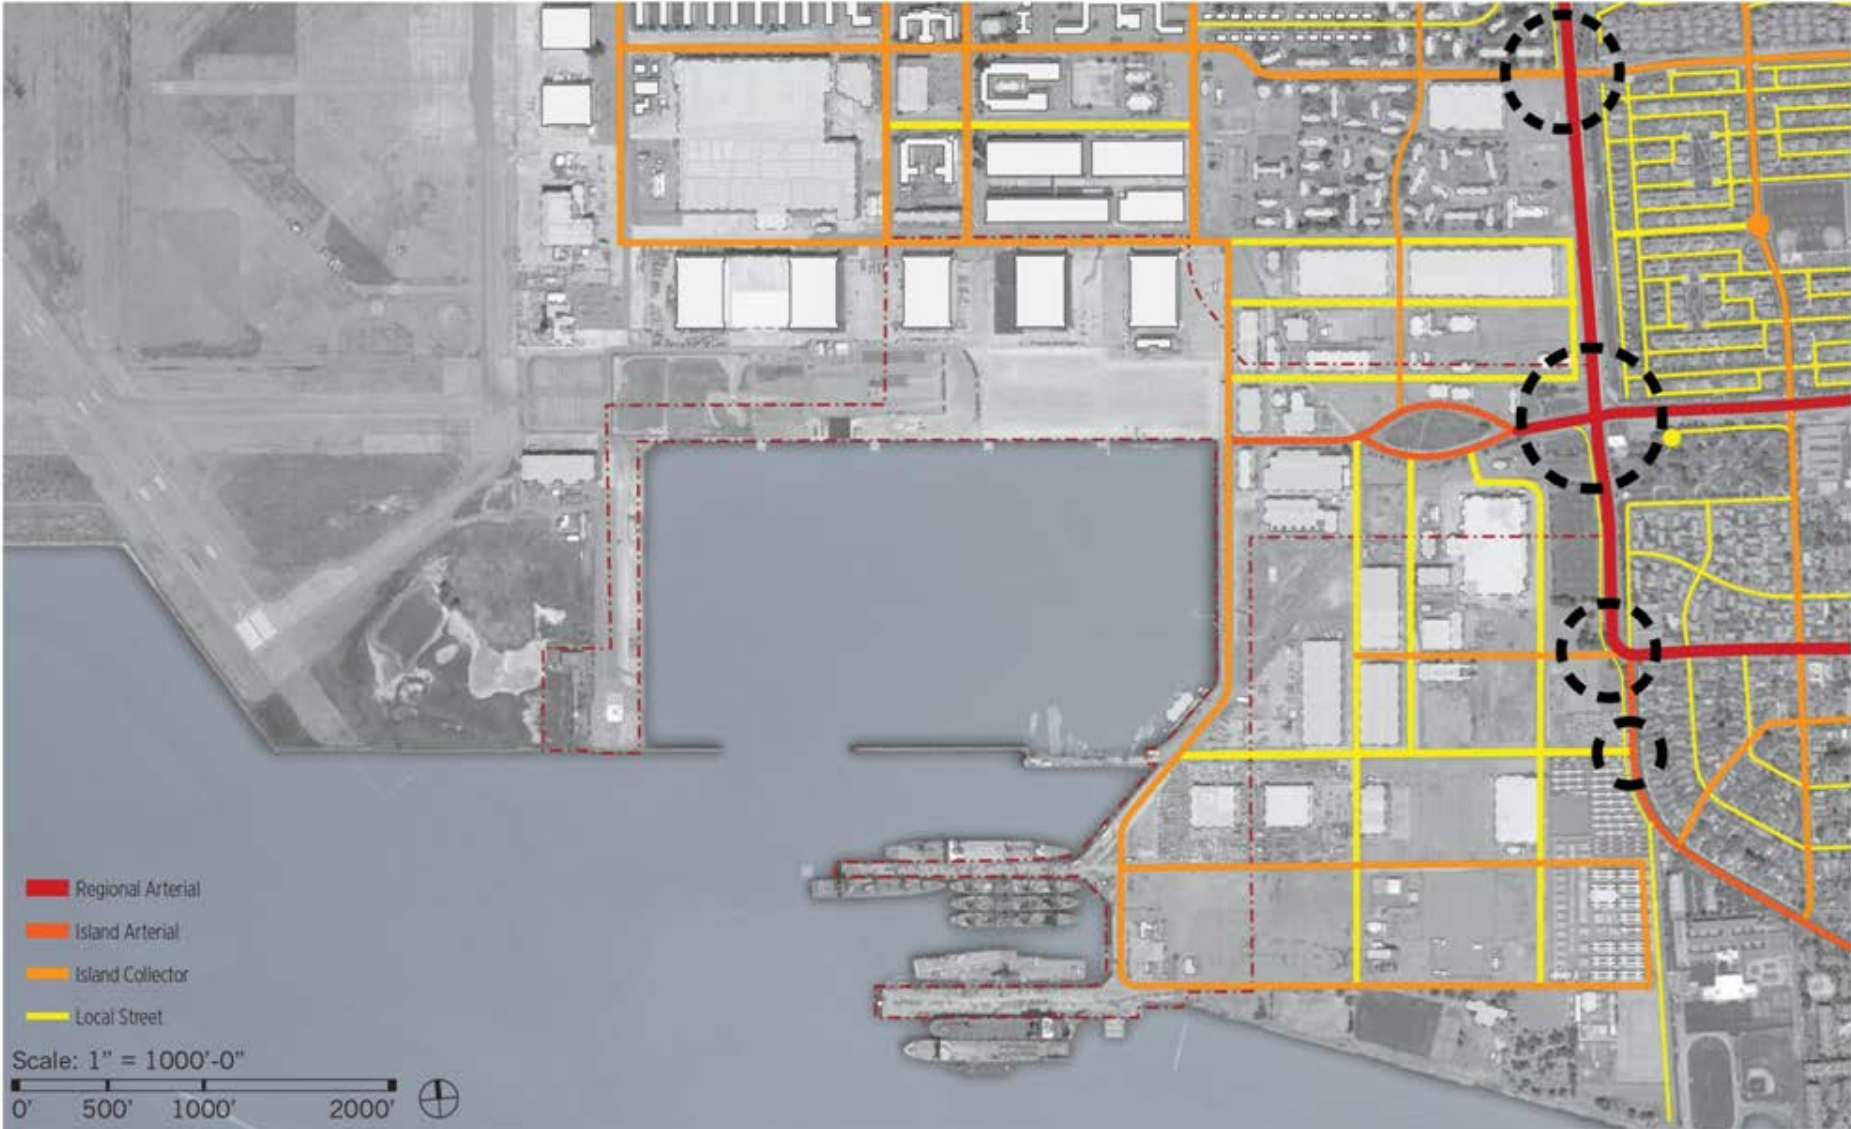 Regional Arterial
Island Arterial
Island Collector
Local Street
Scale: 1” = 1000’-0”
0’ 500’ 1000’ 2000’